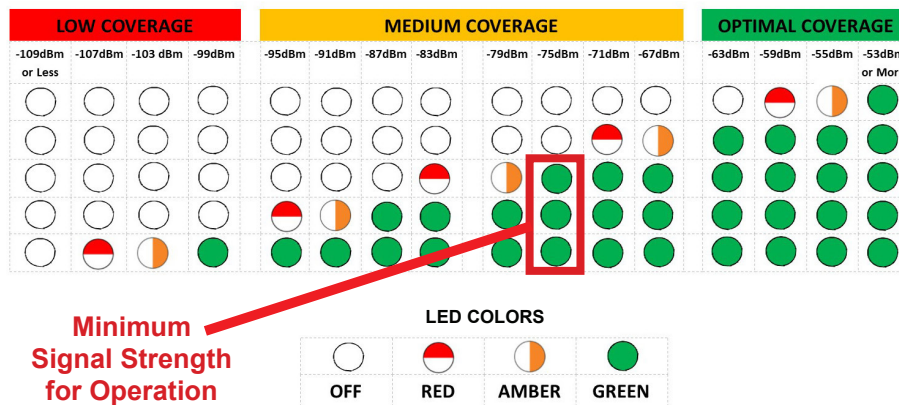 LOW COVERAGE MEDIUM COVERAGE OPTIMAL COVERAGE
-109dBm -107dBm -103 dBm -99dBm -95dBm -91dBm -87dBm -83dBm -79dBm -75dBm -71dBm -67dBm -63dBm -59dBm -55dBm -53dBm
or Less or Mor
Minimum
Signal Strength
for Operation
LED COLORS
OFF RED AMBER GREEN